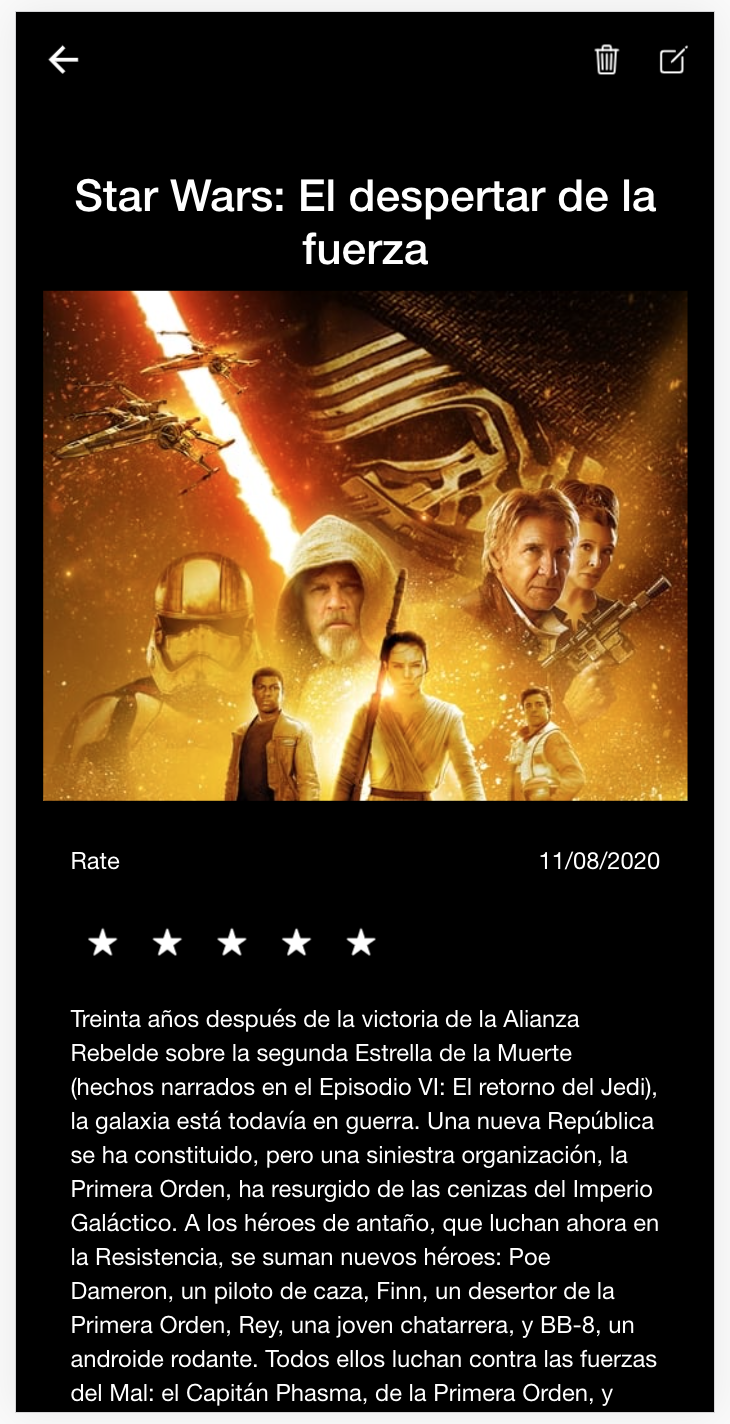 Star Wars: El despertar de la
fuerza
Rate
11/08/2020
Treinta años después de la victoria de la Alianza
Rebelde sobre la segunda Estrella de la Muerte
(hechos narrados en el Episodio VI: El retorno del Jedi),
la galaxia está todavía en guerra. Una nueva República
se ha constituido, pero una siniestra organización, la
Primera Orden, ha resurgido de las cenizas del Imperio
Galáctico. A los héroes de antaño, que luchan ahora en
la Resistencia, se suman nuevos héroes: Poe
Dameron, un piloto de caza, Finn, un desertor de la
Primera Orden, Rey, una joven chatarrera, y BB-8, un
androide rodante. Todos ellos luchan contra las fuerzas
del Mal: el Capitán Phasma, de la Primera Orden, y